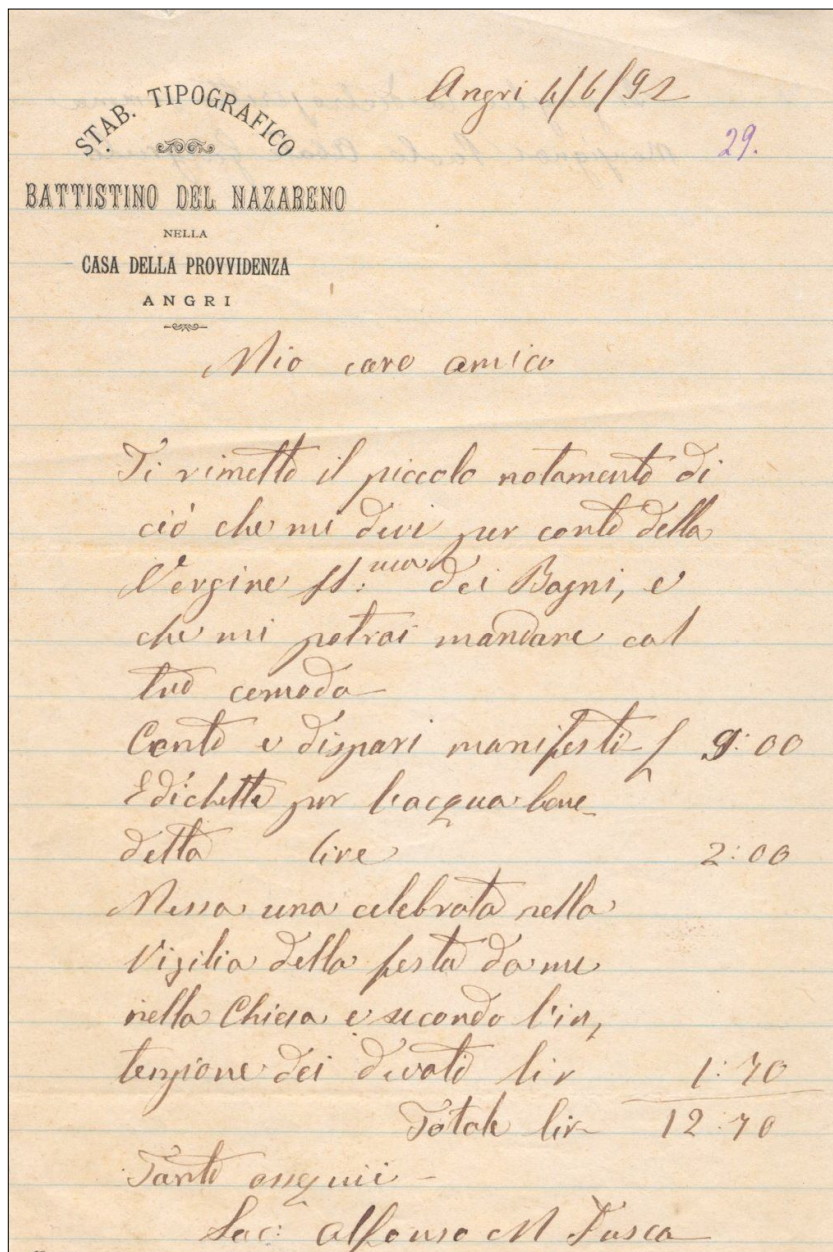 STAB. TIPOGRAFICO
BATTISTINO DEL NAZARENO
NELLA
CASA DELLA PROVVIDENZA
ANGRI
Angri 4/6/92
29.
Mio caro amico
Ti rimetto il piccolo notamento di
ciò che mi devi per conto della
Vergine SS.ma dei Bagni, e
che mi potrai mandare col
tuo comodo
Cento e dispari manifesti £ 9:00
Edichette per l'acqua bene-
detta lire 2:00
Messa una celebrata nella
Vigilia della festa da me
nella Chiesa e secondo l'in,
tenzione dei devoti lir 1:70
Totale lir 12:70
Tanti ossequii -
Sac: Alfonso M Fusco